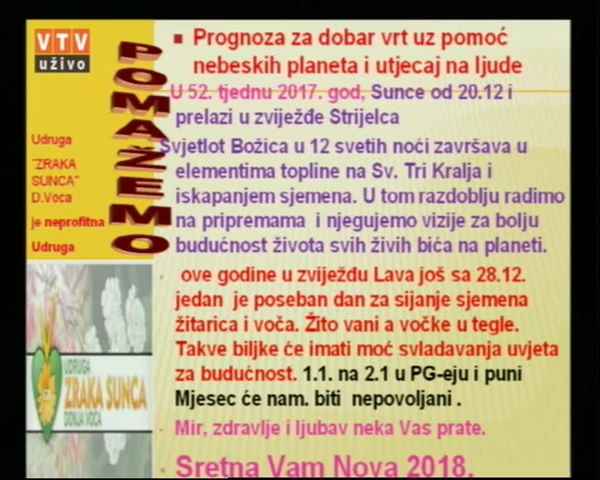 VTV
uživo
POMAŽEMO
Udruga
"ZRAKA
SUNCA"
D.Voca
je neprofitna
Udruga
UDRUGA
ZRAKA SUNCA
DONJA VOĆA
Prognoza za dobar vrt uz pomoć
nebeskih planeta i utjecaj na ljude
U 52. tjednu 2017. god, Sunce od 20.12 i
prelazi u zviježđe Strijelca
Svjetlot Božica u 12 svetih noći završava u
elementima topline na Sv. Tri Kralja i
iskapanjem sjemena. U tom razdoblju radimo
na pripremama i njegujemo vizije za bolju
budućnost života svih živih bića na planeti.
ove godine u zviježđu Lava još sa 28.12.
jedan je poseban dan za sijanje sjemena
žitarica i voča. Žito vani a vočke u tegle.
Takve biljke će imati moć svladavanja uvjeta
za budućnost. 1.1. na 2.1 u PG-eju i puni
Mjesec će nam. biti nepovoljani .
Mir, zdravlje i ljubav neka Vas prate.
Sretna Vam Nova 2018.